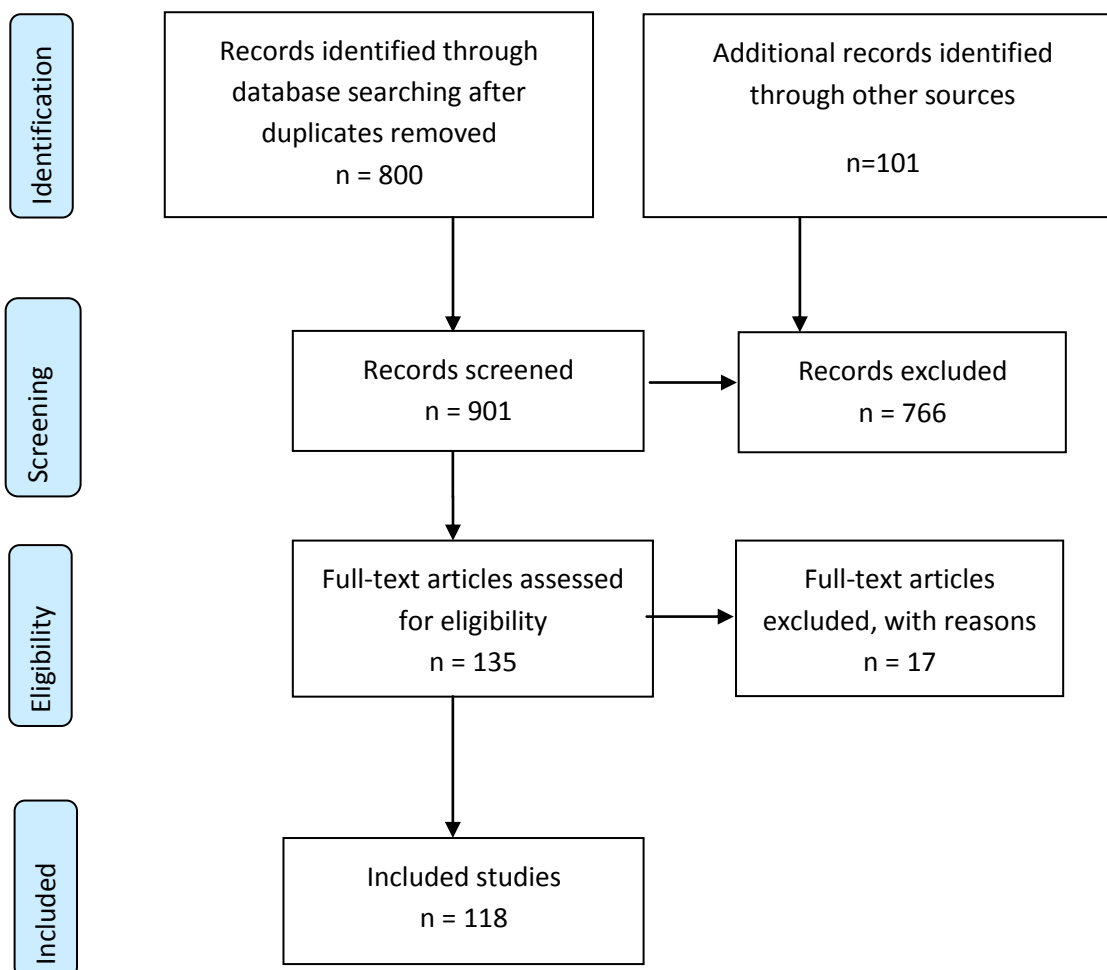 Identification
Records identified through
database searching after
duplicates removed
n = 800
Additional records identified
through other sources
n=101
Screening
Records screened
n = 901
Records excluded
n = 766
Eligibility
Full-text articles assessed
for eligibility
n = 135
Full-text articles
excluded, with reasons
n = 17
Included
Included studies
n = 118